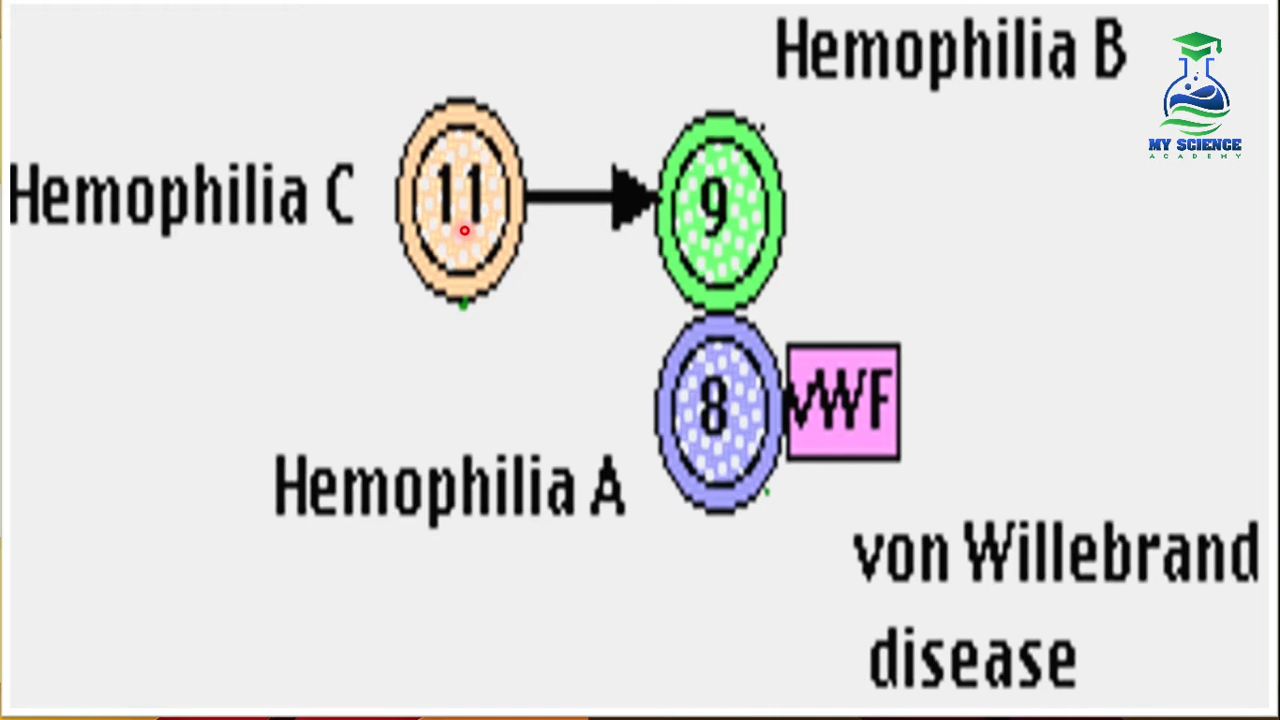 Hemophilia B
MY SCIENCE
ACADEMY
Hemophilia C
11
9
8
vWF
Hemophilia A
von Willebrand
disease